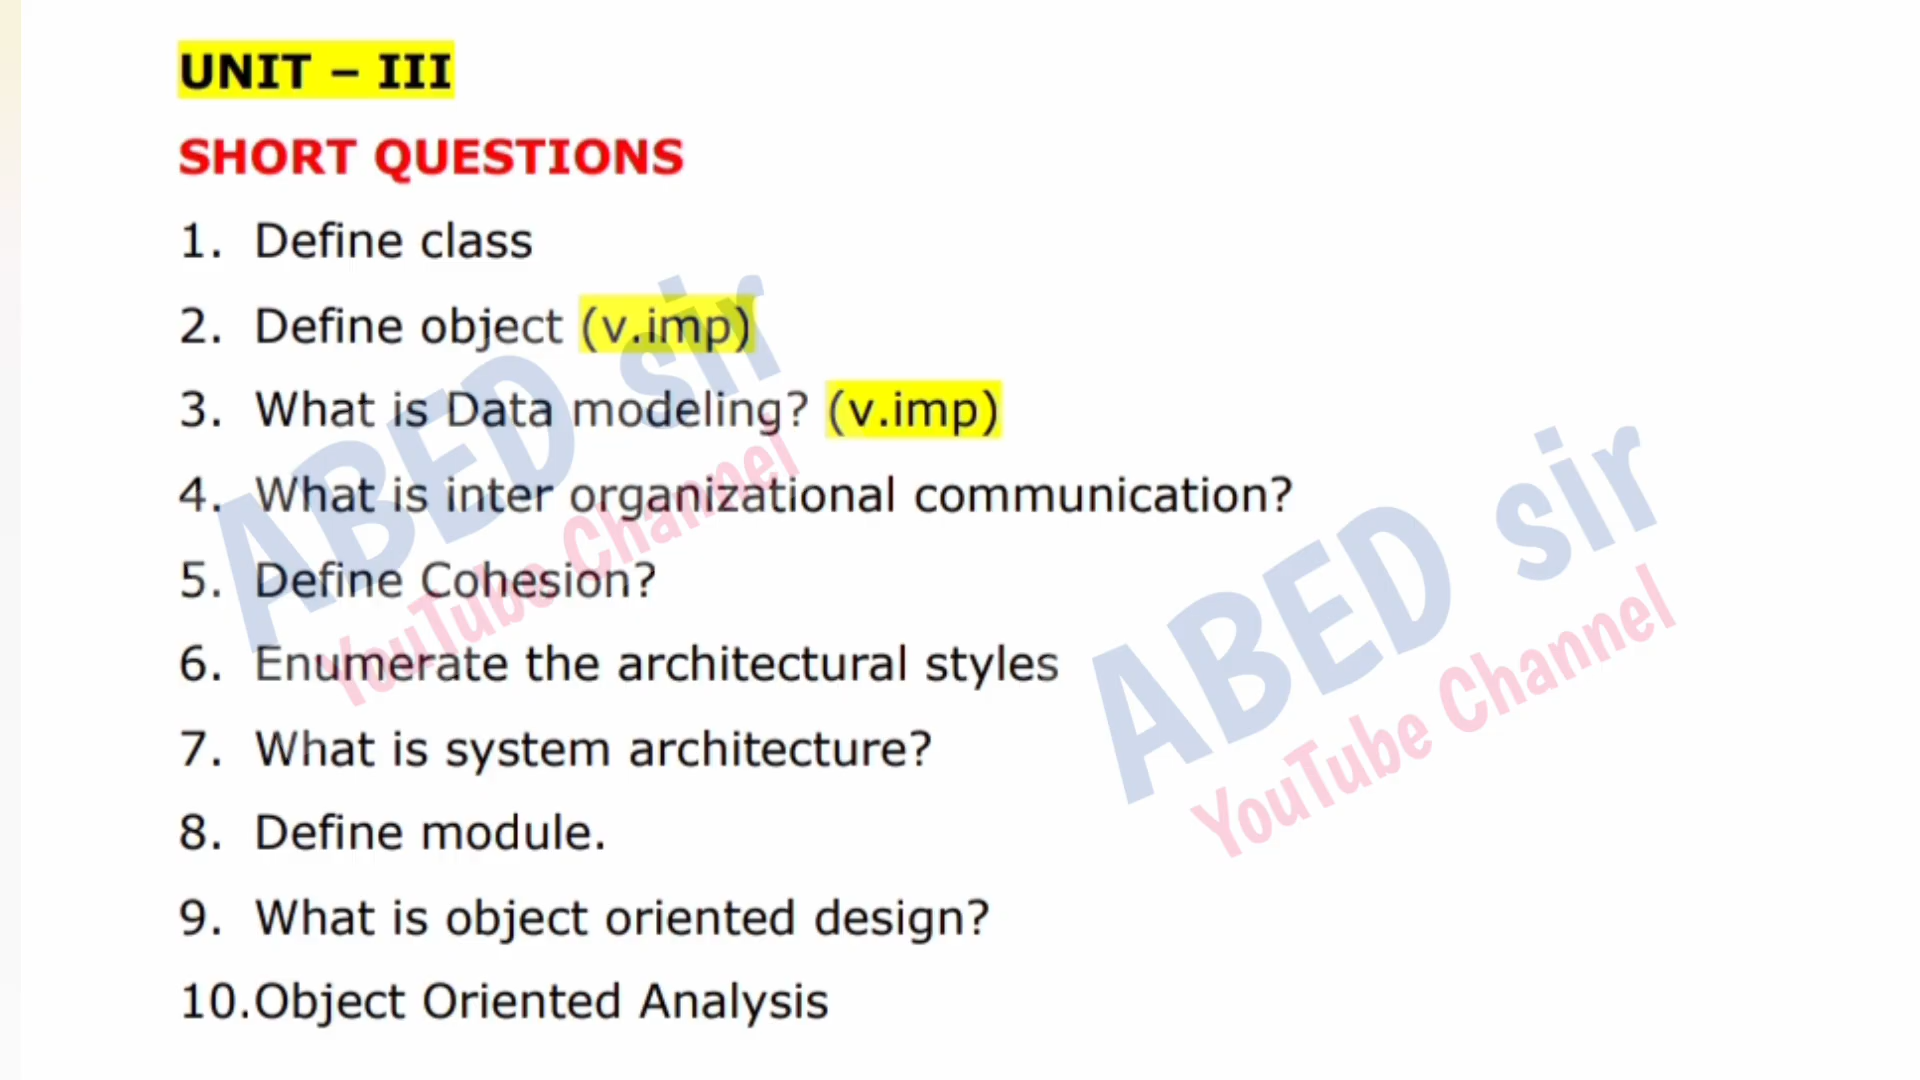 UNIT – III
SHORT QUESTIONS
1. Define class
2. Define object (v.imp)
3. What is Data modeling? (v.imp)
4. What is inter organizational communication?
5. Define Cohesion?
6. Enumerate the architectural styles
7. What is system architecture?
8. Define module.
9. What is object oriented design?
10.Object Oriented Analysis
ABED sir
YouTube Channel
ABED sir
YouTube Channel